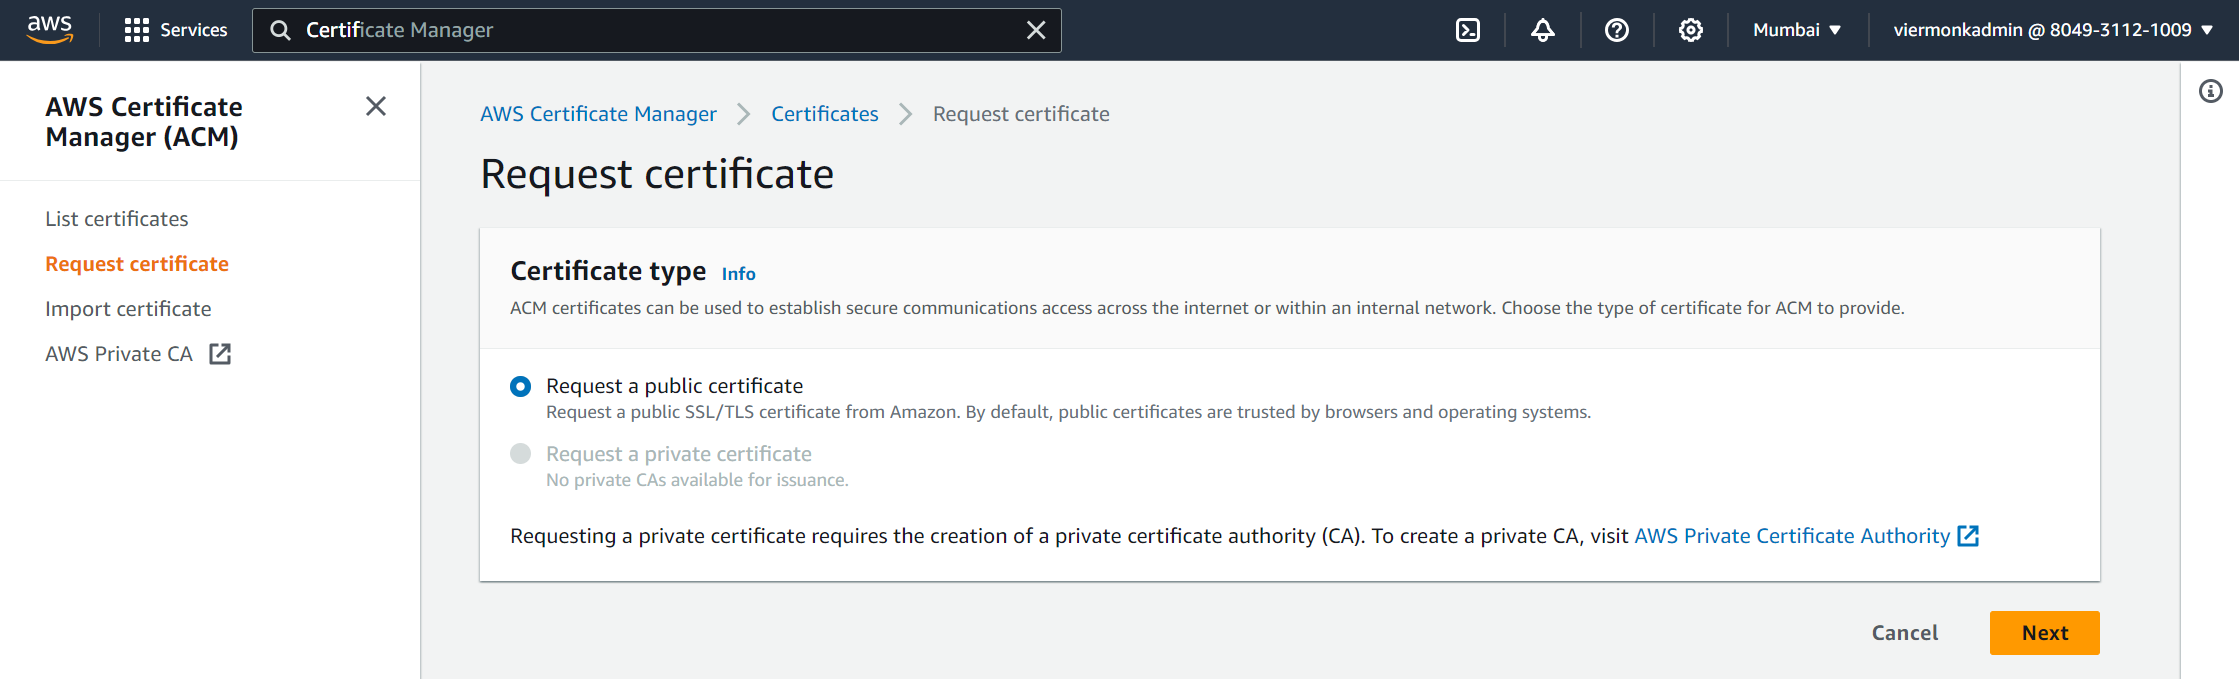 aws
Services
Certificate Manager
Mumbai
viermonkadmin @ 8049-3112-1009
AWS Certificate
Manager (ACM)
List certificates
Request certificate
Import certificate
AWS Private CA
AWS Certificate Manager
Certificates
Request certificate
Request certificate
Certificate type Info
ACM certificates can be used to establish secure communications access across the internet or within an internal network. Choose the type of certificate for ACM to provide.
Request a public certificate
Request a public SSL/TLS certificate from Amazon. By default, public certificates are trusted by browsers and operating systems.
Request a private certificate
No private CAs available for issuance.
Requesting a private certificate requires the creation of a private certificate authority (CA). To create a private CA, visit AWS Private Certificate Authority
Cancel
Next